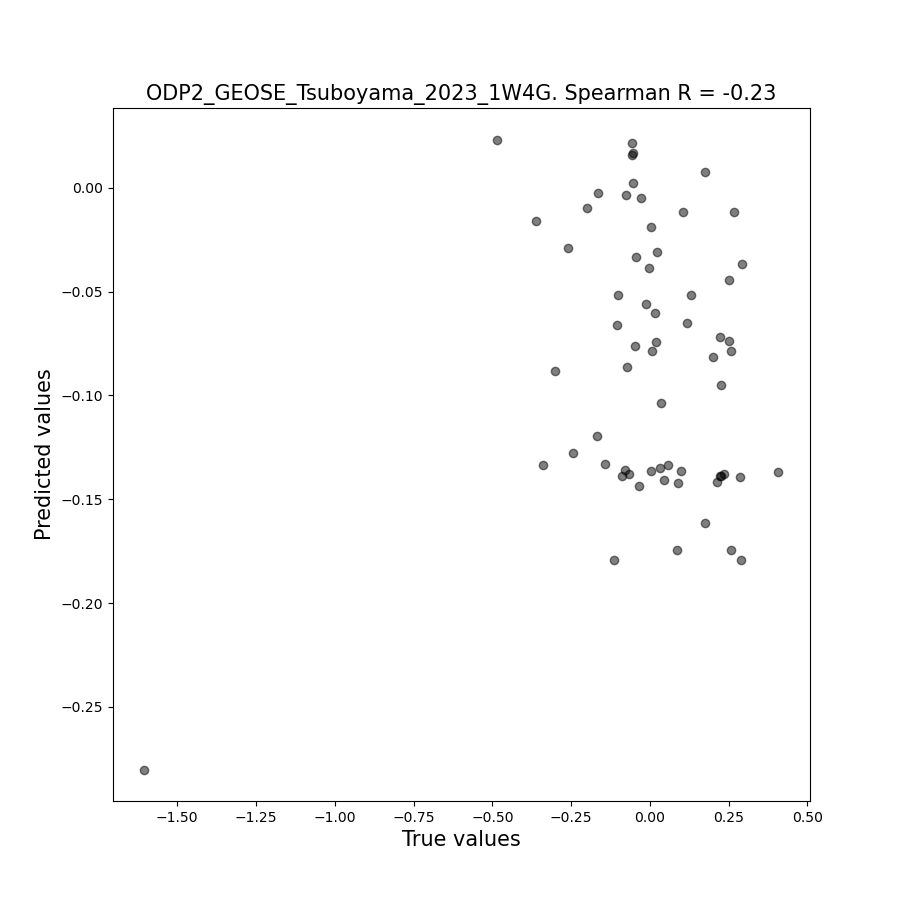 ODP2_GEOSE_Tsuboyama_2023_1W4G. Spearman R = -0.23
0.00
−0.05
−0.10
−0.15
−0.20
−0.25
Predicted values
−1.50 −1.25 −1.00 −0.75 −0.50 −0.25 0.00 0.25 0.50
True values